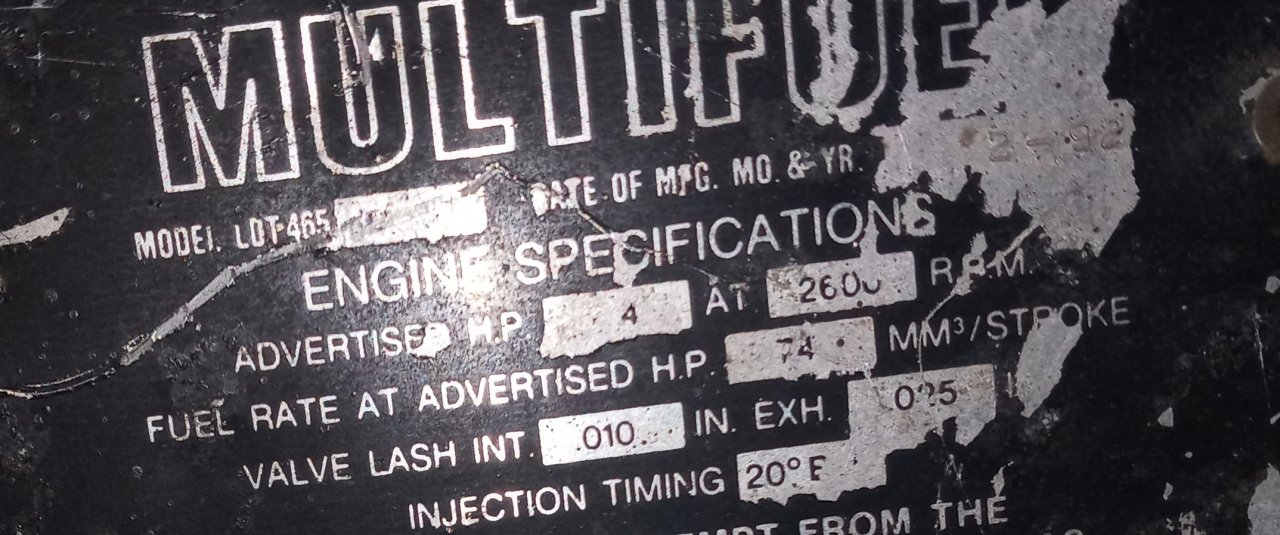 MULTIFUE
MODEL LDT-465 DATE OF MFG. MO. & YR.
ENGINE SPECIFICATIONS
ADVERTISED H.P 4 AT 2600 R.P.M.
FUEL RATE AT ADVERTISED H.P. 74 MM³/STROKE
VALVE LASH INT. .010 IN. EXH. 025
INJECTION TIMING 20°
FROM THE